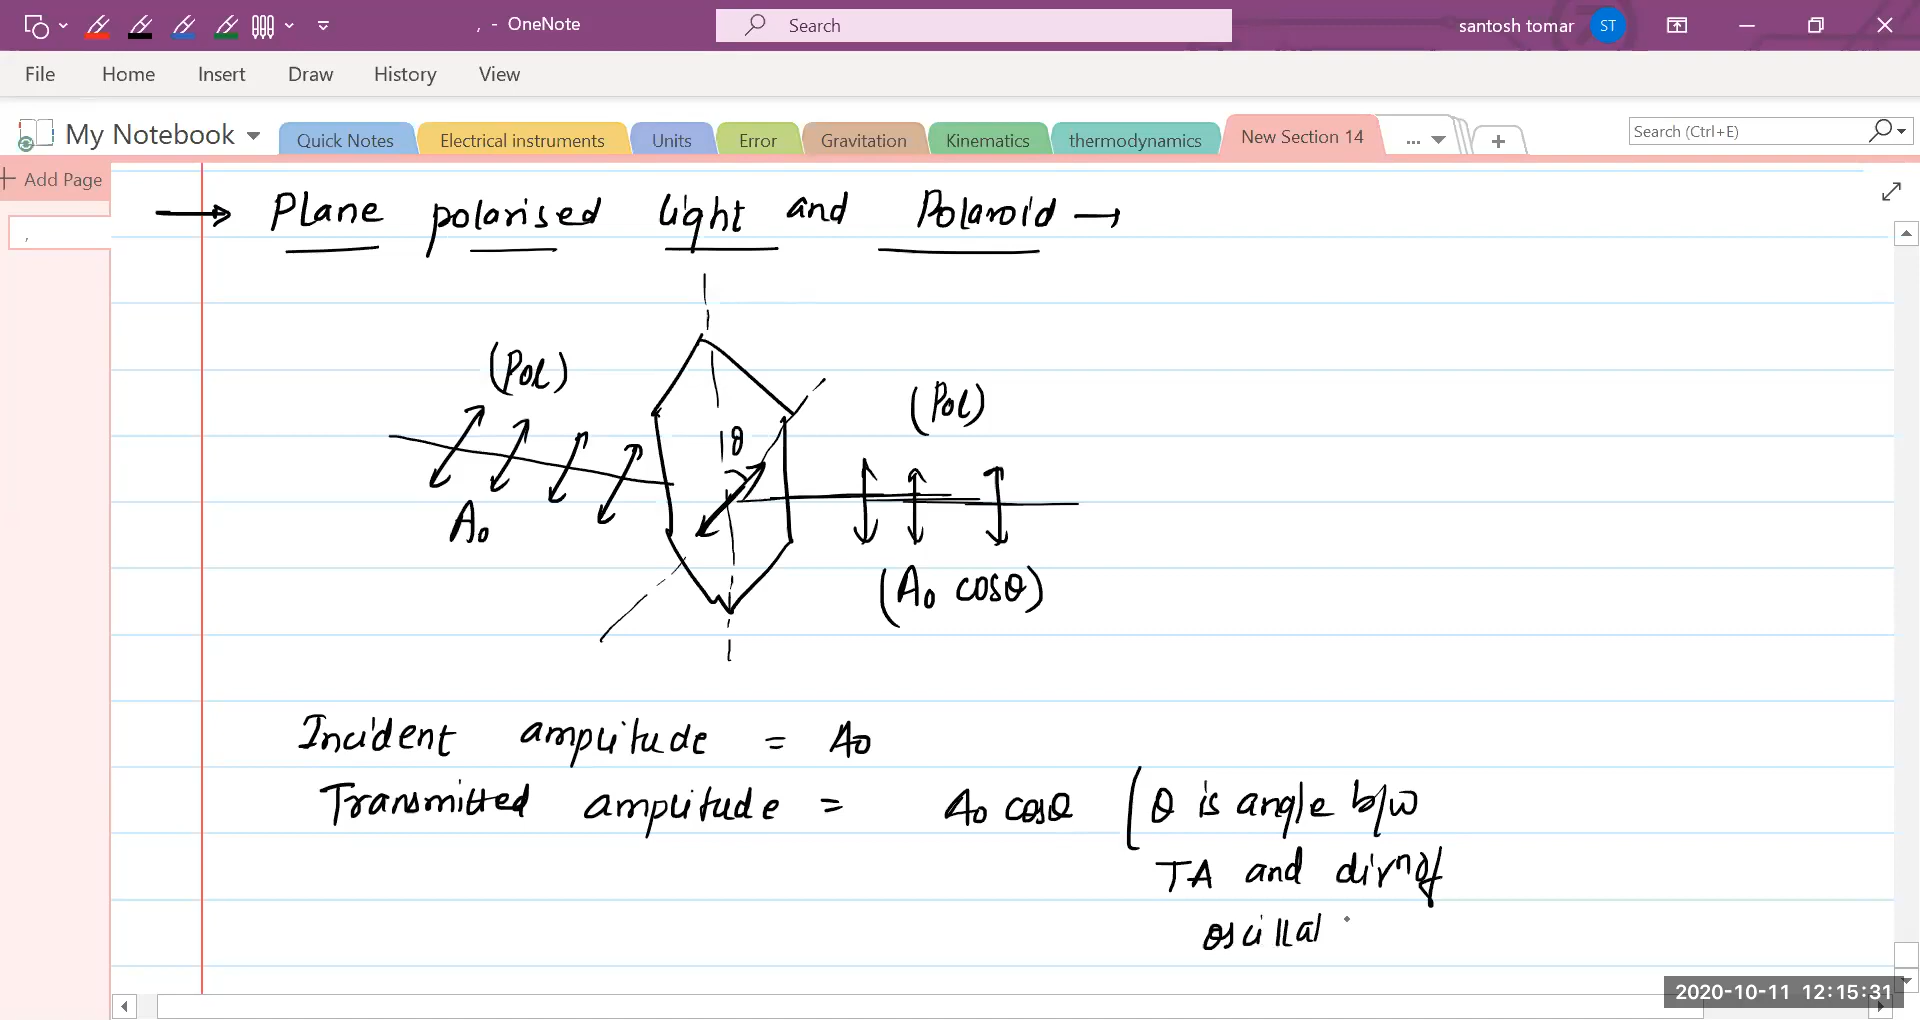 , - OneNote
Search
santosh tomar ST
File Home Insert Draw History View
My Notebook
Quick Notes Electrical instruments Units Error Gravitation Kinematics thermodynamics New Section 14 ... +
Search (Ctrl+E)
Add Page
,
→ Plane polarised light and Polaroid →
(Pol)
(Pol)
θ
A₀
(A₀ cosθ)
Incident ampitude = A₀
Transmitted amplitude = A₀ cosθ (θ is angle b/w
TA and dirⁿ of
oscillat
2020-10-11 12:15:31